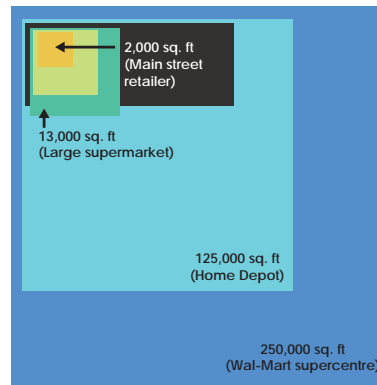 2,000 sq. ft
(Main street
retailer)
13,000 sq. ft
(Large supermarket)
125,000 sq. ft
(Home Depot)
250,000 sq. ft
(Wal-Mart supercentre)